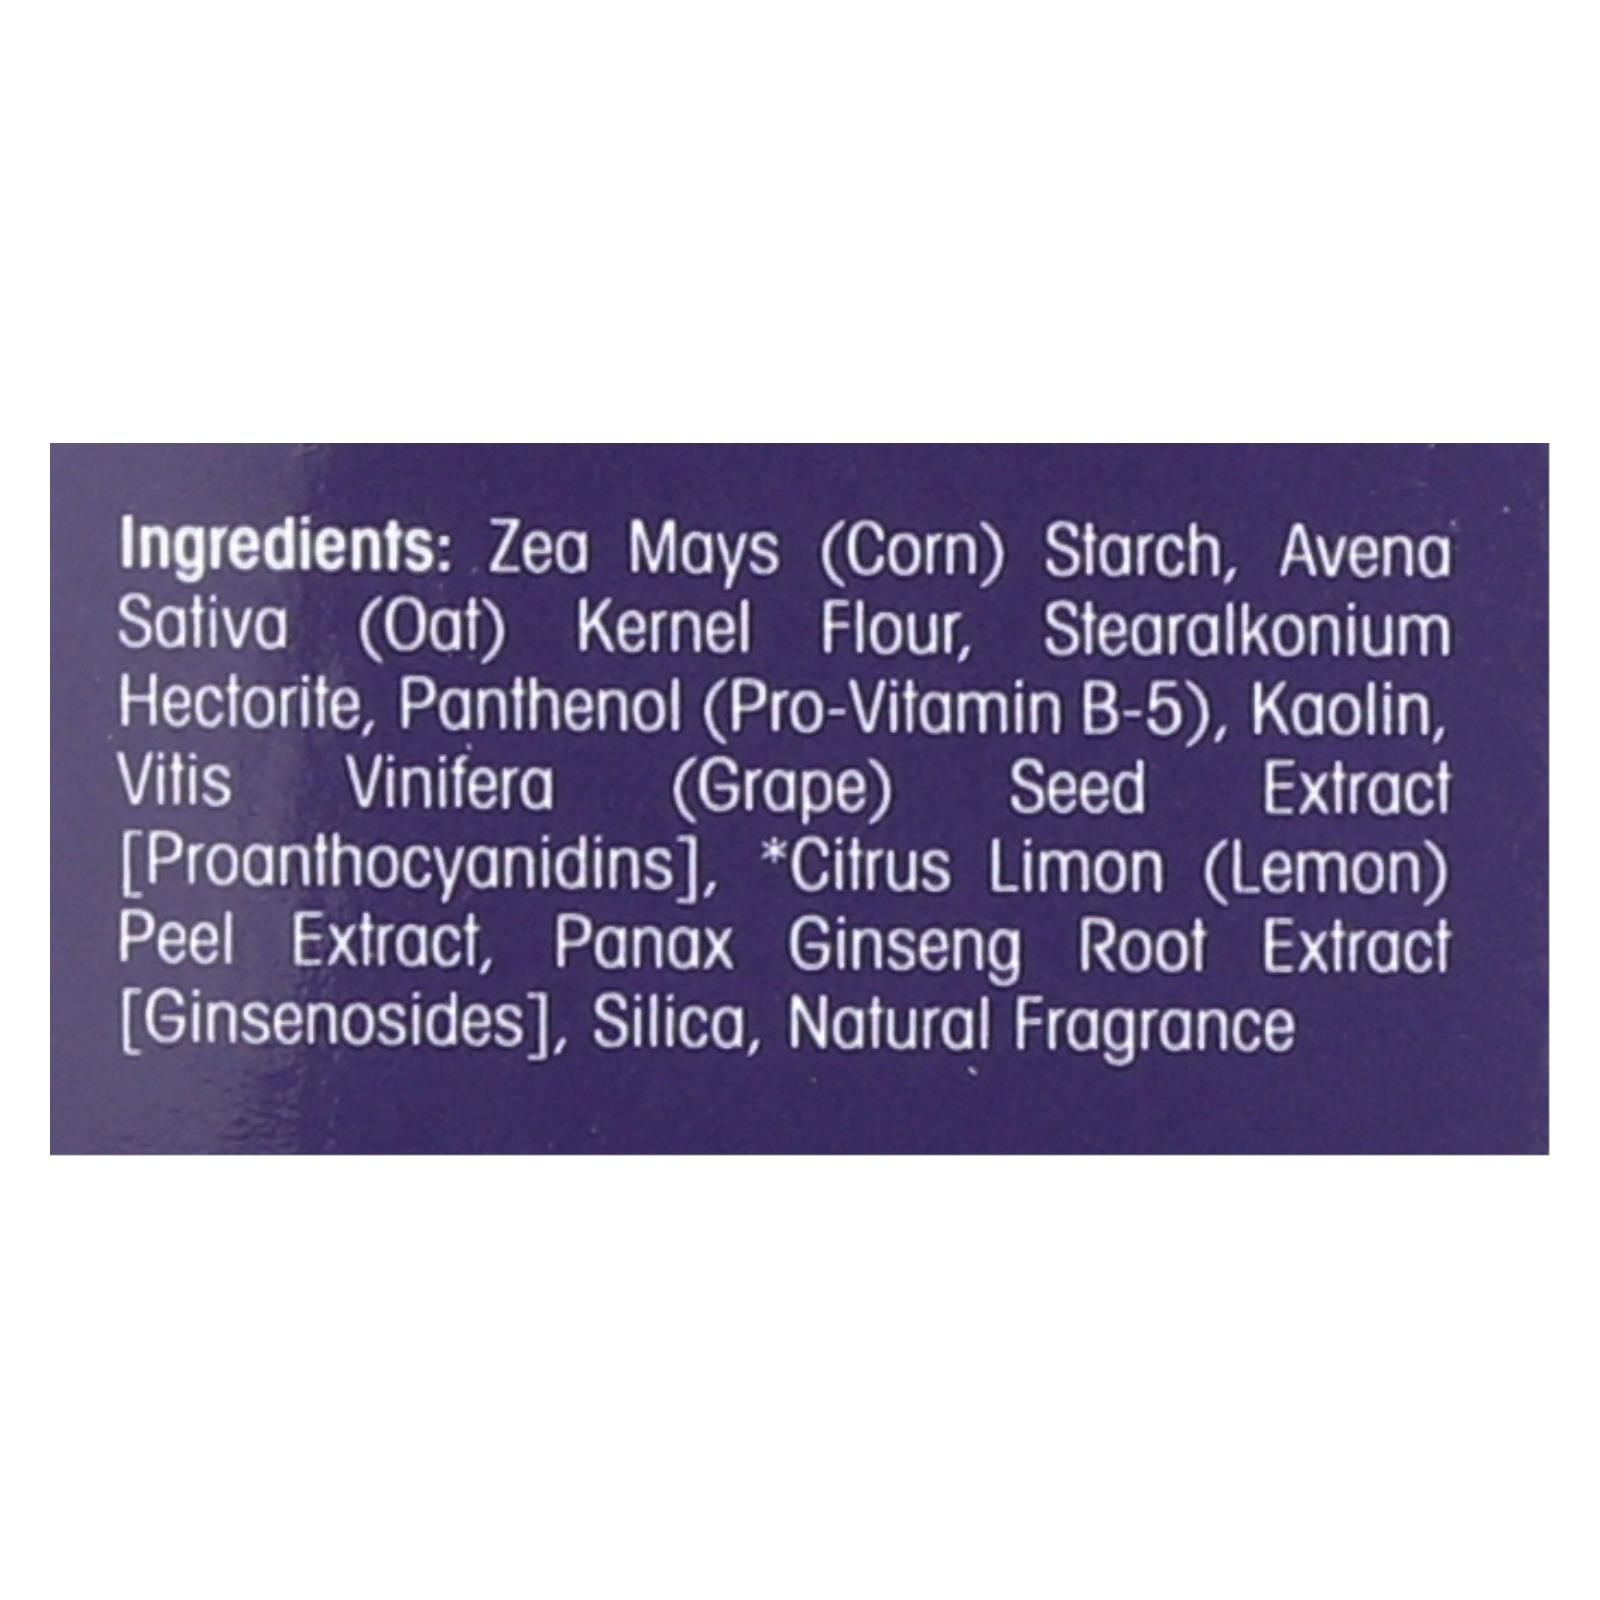 Ingredients: Zea Mays (Corn) Starch, Avena
Sativa (Oat) Kernel Flour, Stearalkonium
Hectorite, Panthenol (Pro-Vitamin B-5), Kaolin,
Vitis Vinifera (Grape) Seed Extract
[Proanthocyanidins], *Citrus Limon (Lemon)
Peel Extract, Panax Ginseng Root Extract
[Ginsenosides], Silica, Natural Fragrance